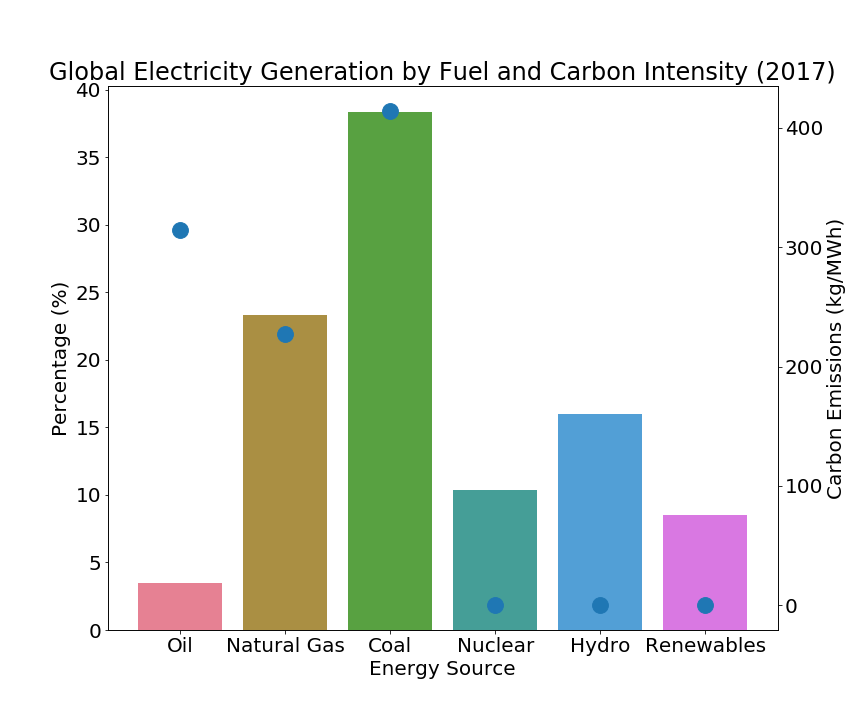 Global Electricity Generation by Fuel and Carbon Intensity (2017)
40
35
30
25
20
15
10
5
0
Percentage (%)
400
300
200
100
0
Carbon Emissions (kg/MWh)
Oil
Natural Gas
Coal
Nuclear
Hydro
Renewables
Energy Source